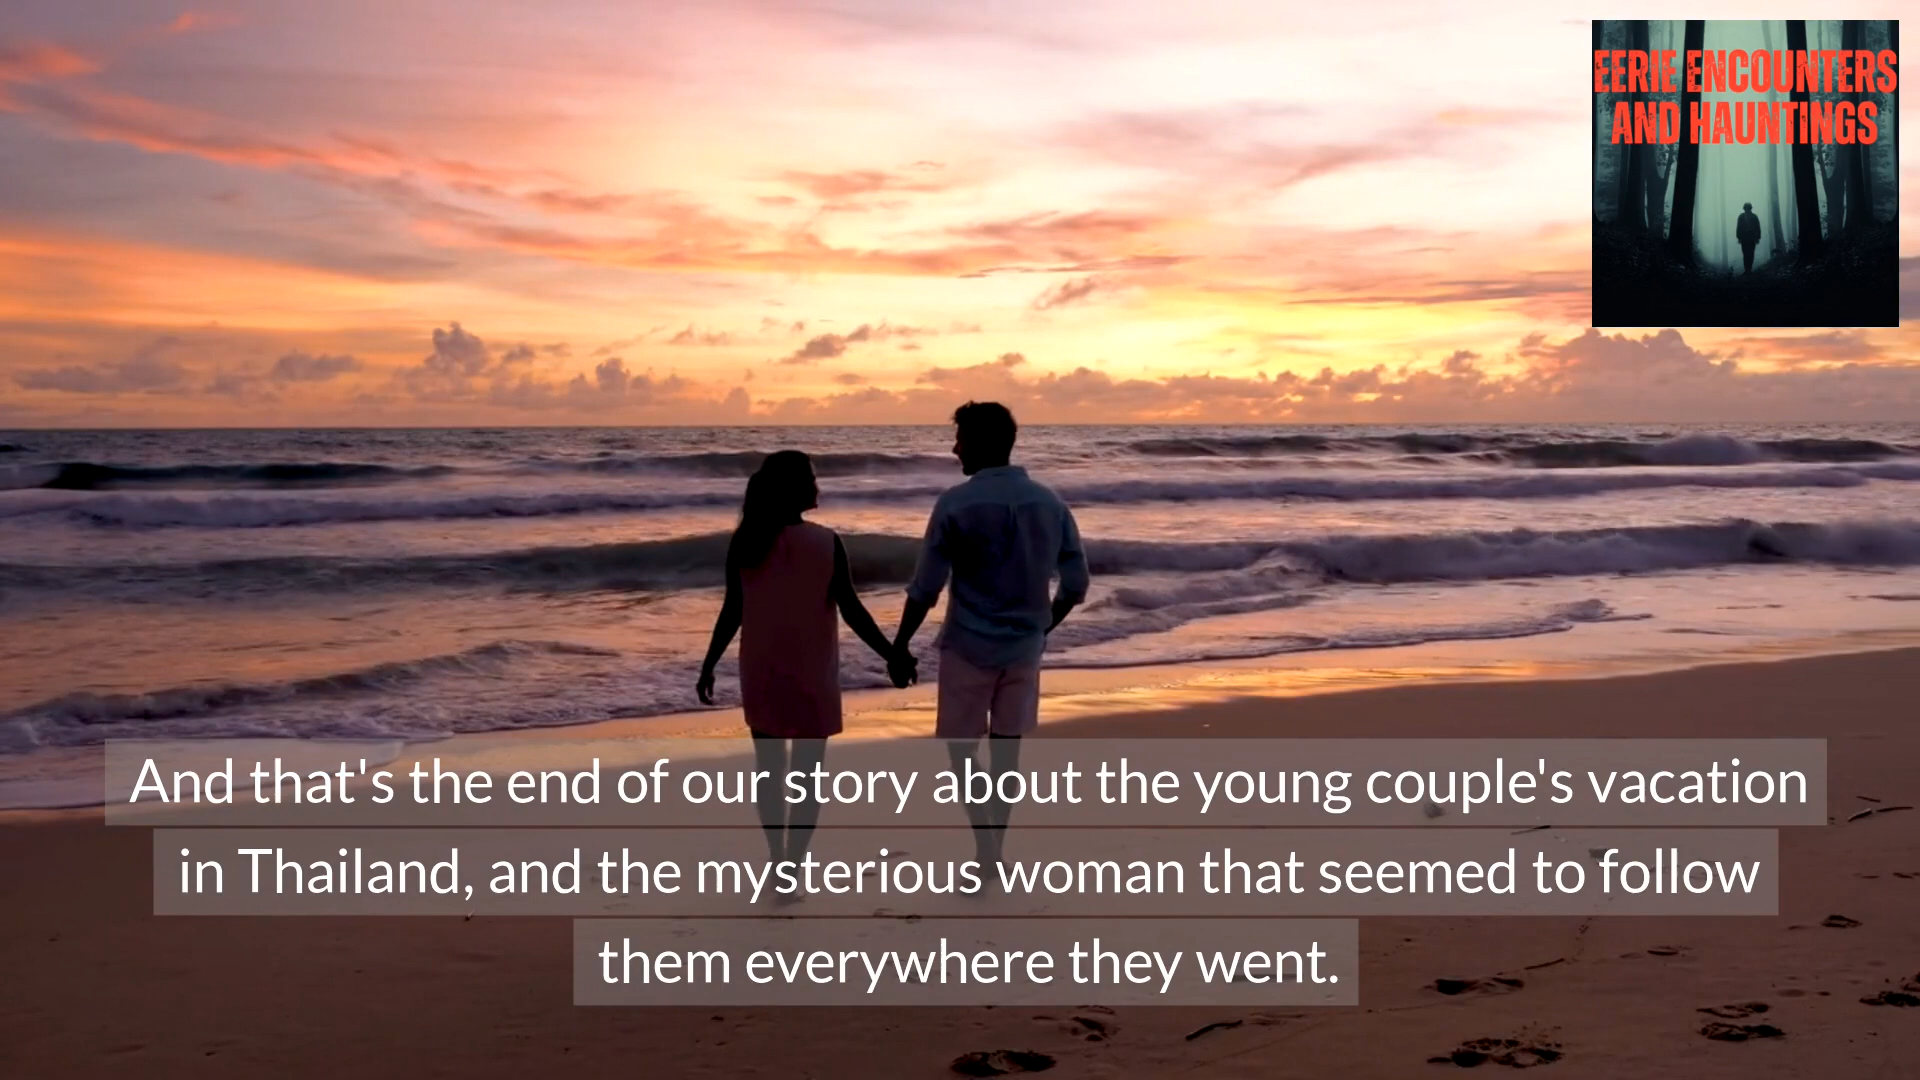 EERIE ENCOUNTERS
AND HAUNTINGS
And that's the end of our story about the young couple's vacation
in Thailand, and the mysterious woman that seemed to follow
them everywhere they went.